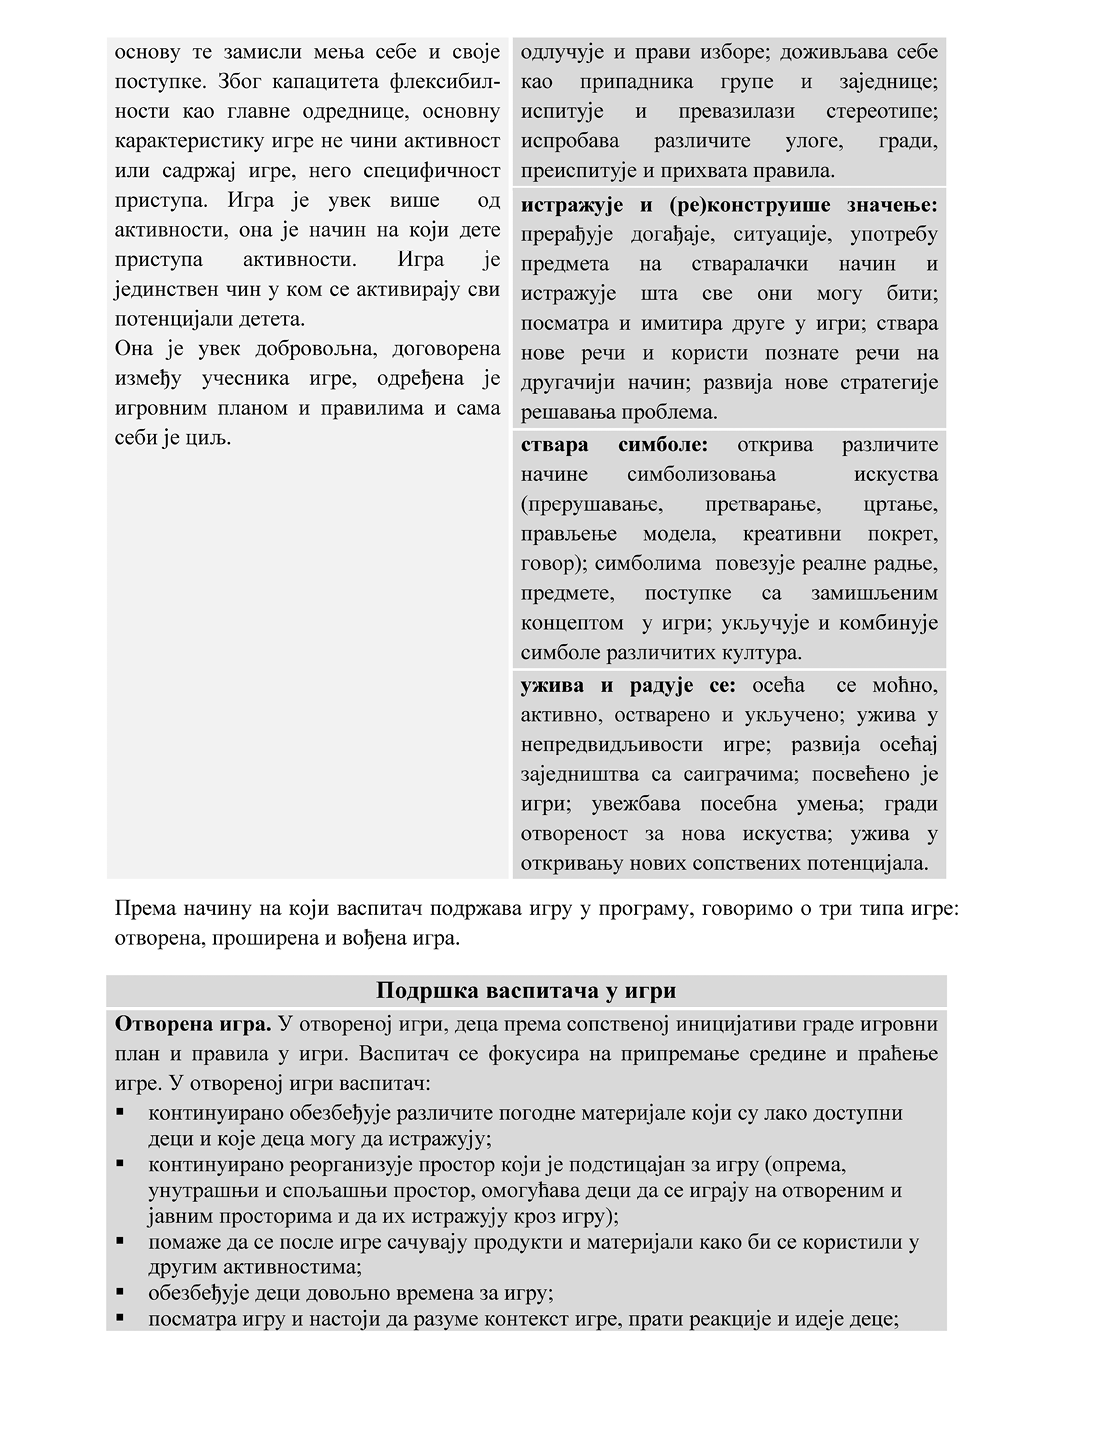 основу те замисли мења себе и своје
поступке. Због капацитета флексибил-
ности као главне одреднице, основну
карактеристику игре не чини активност
или садржај игре, него специфичност
приступа. Игра је увек више од
активности, она је начин на који дете
приступа активности. Игра је
јединствен чин у ком се активирају сви
потенцијали детета.
Она је увек добровољна, договорена
између учесника игре, одређена је
игровним планом и правилима и сама
себи је циљ.
одлучује и прави изборе; доживљава себе
као припадника групе и заједнице;
испитује и превазилази стереотипе;
испробава различите улоге, гради,
преиспитује и прихвата правила.
истражује и (ре)конструише значење:
прерађује догађаје, ситуације, употребу
предмета на стваралачки начин и
истражује шта све они могу бити;
посматра и имитира друге у игри; ствара
нове речи и користи познате речи на
другачији начин; развија нове стратегије
решавања проблема.
ствара симболе: открива различите
начине симболизовања искуства
(прерушавање, претварање, цртање,
прављење модела, креативни покрет,
говор); симболима повезује реалне радње,
предмете, поступке са замишљеним
концептом у игри; укључује и комбинује
симболе различитих култура.
ужива и радује се: осећа се моћно,
активно, остварено и укључено; ужива у
непредвидљивости игре; развија осећај
заједништва са саиграчима; посвећено је
игри; увежбава посебна умења; гради
отвореност за нова искуства; ужива у
откривању нових сопствених потенцијала.
Према начину на који васпитач подржава игру у програму, говоримо о три типа игре:
отворена, проширена и вођена игра.
Подршка васпитача у игри
Отворена игра. У отвореној игри, деца према сопственој иницијативи граде игровни
план и правила у игри. Васпитач се фокусира на припремање средине и праћење
игре. У отвореној игри васпитач:
▪ континуирано обезбеђује различите погодне материјале који су лако доступни
деци и које деца могу да истражују;
▪ континуирано реорганизује простор који је подстицајан за игру (опрема,
унутрашњи и спољашњи простор, омогућава деци да се играју на отвореним и
јавним просторима и да их истражују кроз игру);
▪ помаже да се после игре сачувају продукти и материјали како би се користили у
другим активностима;
▪ обезбеђује деци довољно времена за игру;
▪ посматра игру и настоји да разуме контекст игре, прати реакције и идеје деце;